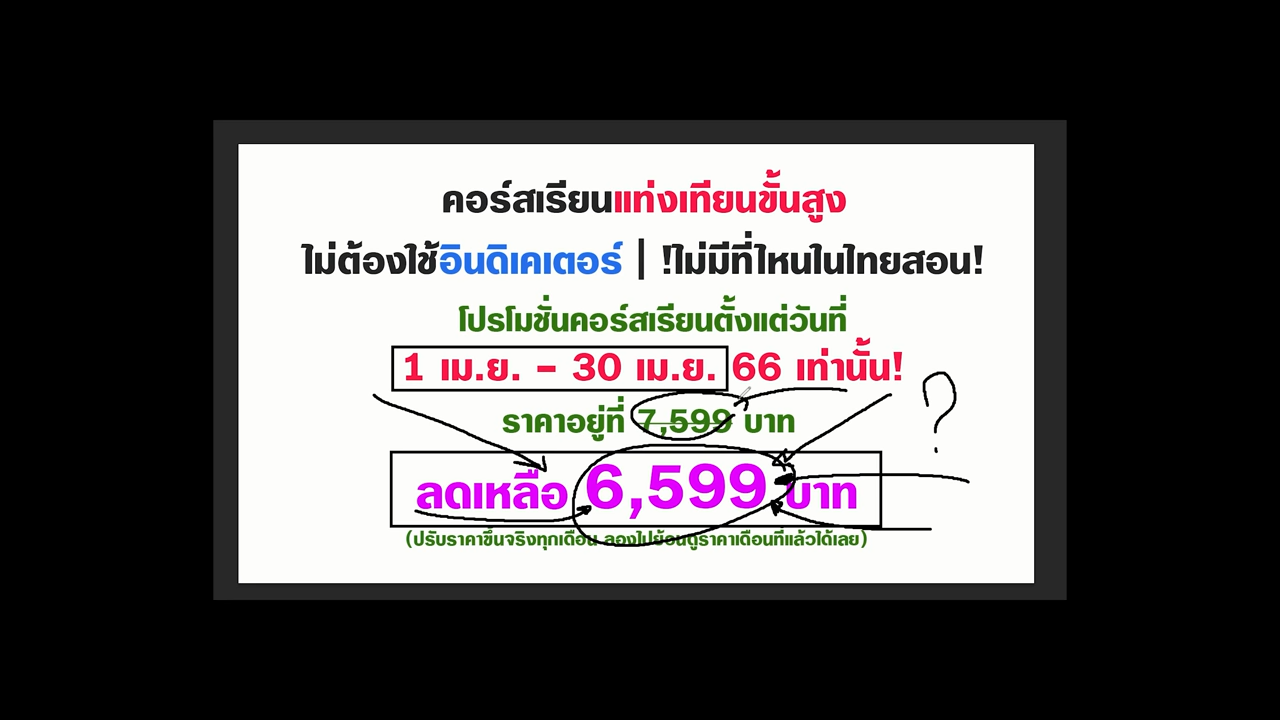 คอร์สเรียนแท่งเทียนขั้นสูง
ไม่ต้องใช้อินดิเคเตอร์ | !ไม่มีที่ไหนในไทยสอน!
โปรโมชั่นคอร์สเรียนตั้งแต่วันที่
1 เม.ย. – 30 เม.ย. 66 เท่านั้น!
ราคาอยู่ที่ 7,599 บาท
?
ลดเหลือ 6,599 บาท
(ปรับราคาขึ้นจริงทุกเดือน ลองไปย้อนดูราคาเดือนที่แล้วได้เลย)